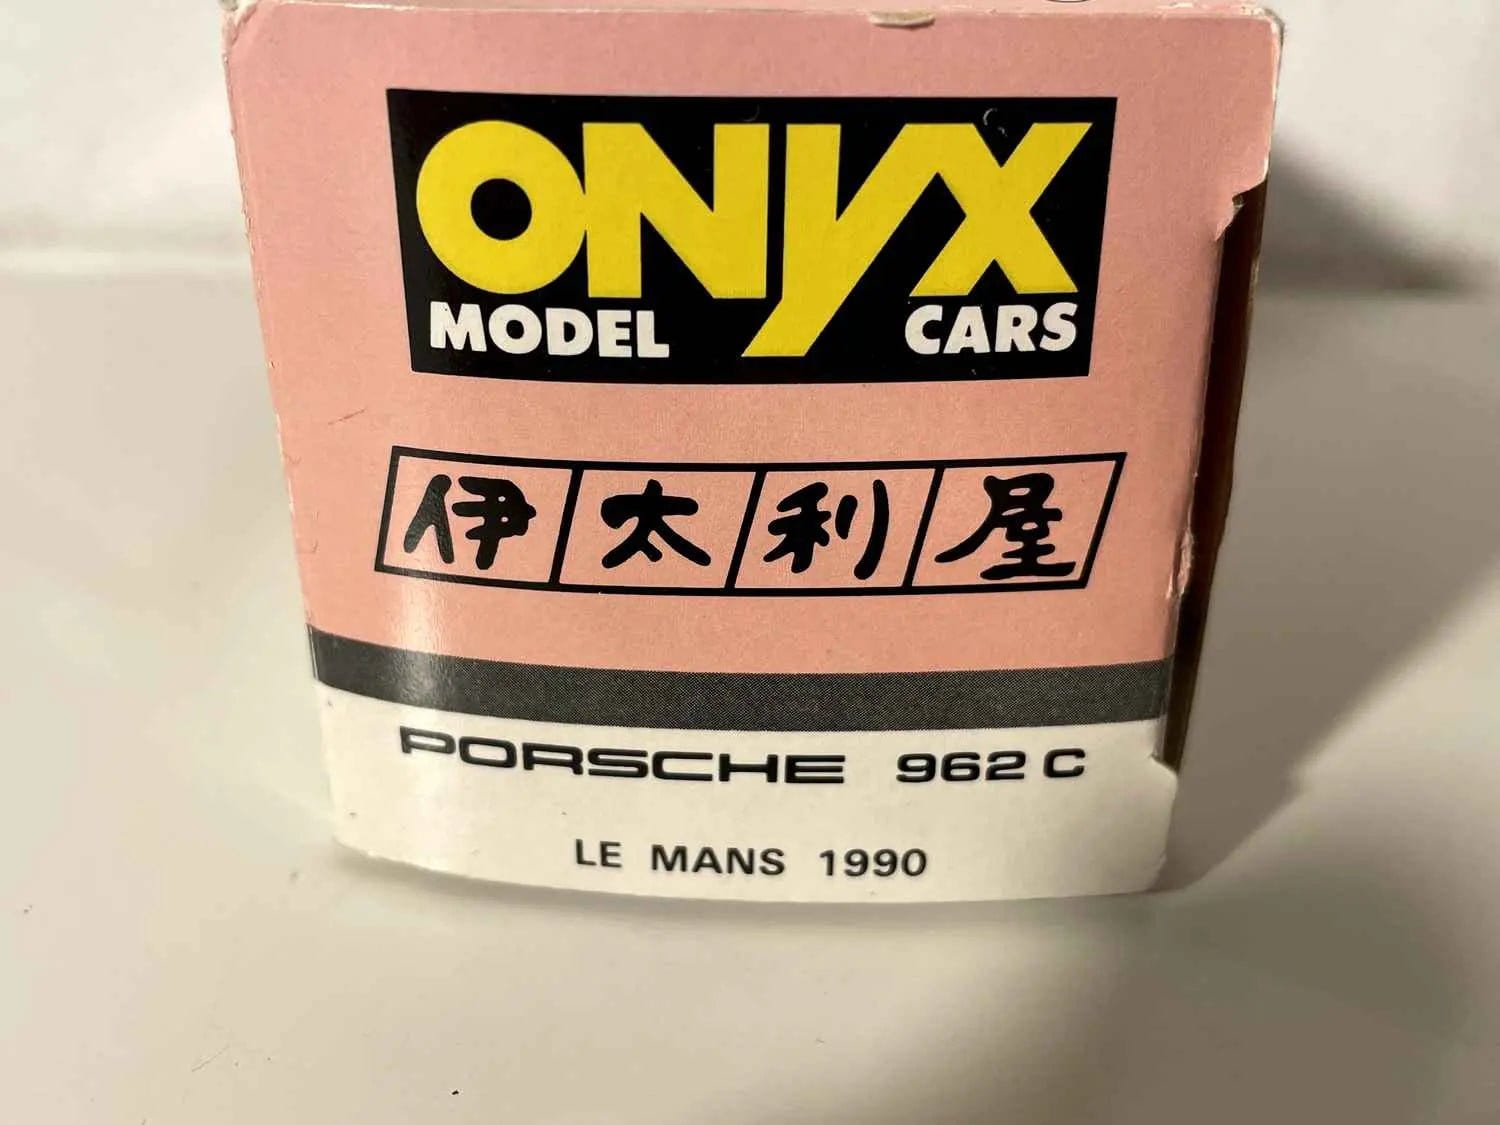 ONYX
MODEL CARS
伊太利屋
PORSCHE 962 C
LE MANS 1990